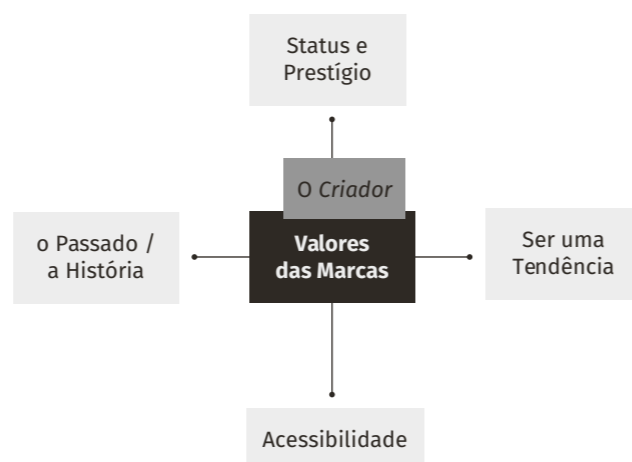 Status e
Prestígio
O Criador
o Passado /
a História
Valores
das Marcas
Ser uma
Tendência
Acessibilidade